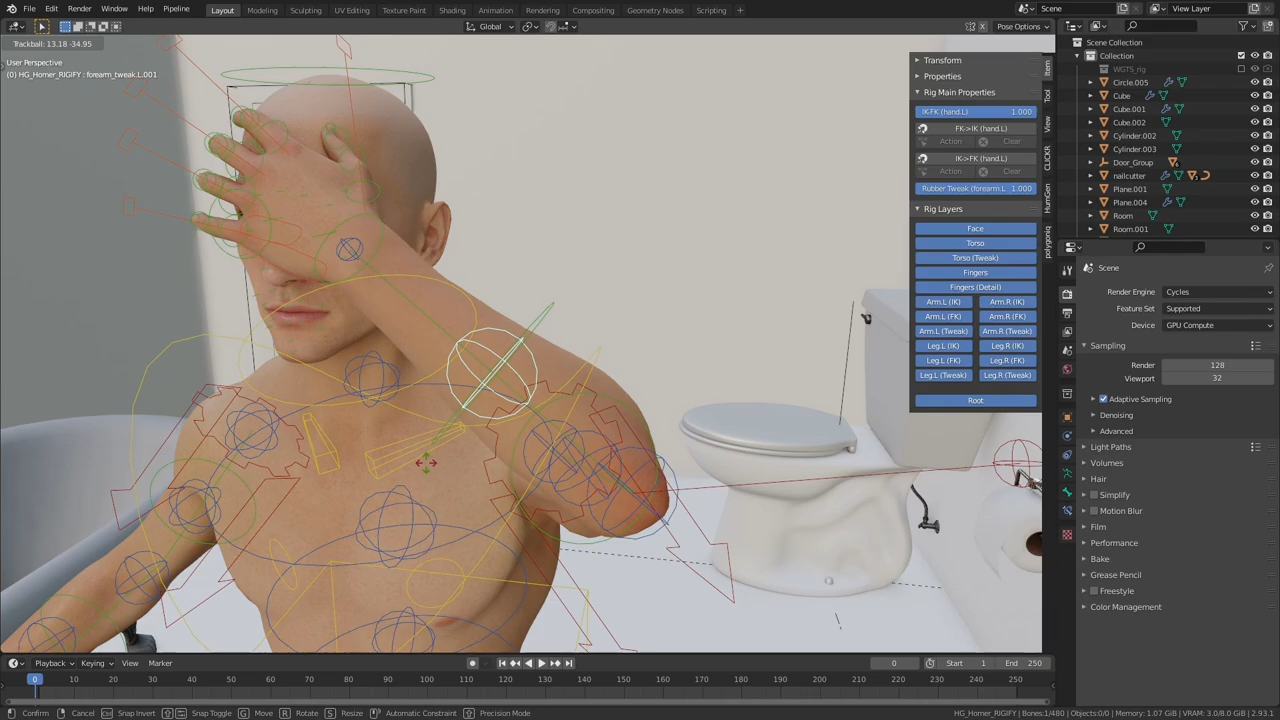 File Edit Render Window Help Pipeline
Layout Modeling Sculpting UV Editing Texture Paint Shading Animation Rendering Compositing Geometry Nodes Scripting +
Scene
View Layer
Global
X
Pose Options
Trackball: 13.18 -34.95
User Perspective
(0) HG_Homer_RIGIFY : forearm_tweak.L.001
Transform
Properties
Rig Main Properties
IK-FK (hand.L) 1.000
FK->IK (hand.L)
Action Clear
IK->FK (hand.L)
Action Clear
Rubber Tweak (forearm.L 1.000
Rig Layers
Face
Torso
Torso (Tweak)
Fingers
Fingers (Detail)
Arm.L (IK) Arm.R (IK)
Arm.L (FK) Arm.R (FK)
Arm.L (Tweak) Arm.R (Tweak)
Leg.L (IK) Leg.R (IK)
Leg.L (FK) Leg.R (FK)
Leg.L (Tweak) Leg.R (Tweak)
Root
Item
Tool
View
CLICKR
HumGen
polygoniq
Scene Collection
Collection
WGTS_rig
Circle.005
Cube
Cube.001
Cube.002
Cylinder.002
Cylinder.003
Door_Group
nailcutter
Plane.001
Plane.004
Room
Room.001
Scene
Render Engine Cycles
Feature Set Supported
Device GPU Compute
Sampling
Render 128
Viewport 32
Adaptive Sampling
Denoising
Advanced
Light Paths
Volumes
Hair
Simplify
Motion Blur
Film
Performance
Bake
Grease Pencil
Freestyle
Color Management
Playback Keying View Marker
0 Start 1 End 250
0 10 20 30 40 50 60 70 80 90 100 110 120 130 140 150 160 170 180 190 200 210 220 230 240 250
Confirm Cancel Snap Invert Snap Toggle G Move R Rotate S Resize Automatic Constraint Precision Mode
HG_Homer_RIGIFY | Bones:1/480 | Objects:0/0 | Memory: 1.07 GiB | VRAM: 3.0/8.0 GiB | 2.93.1